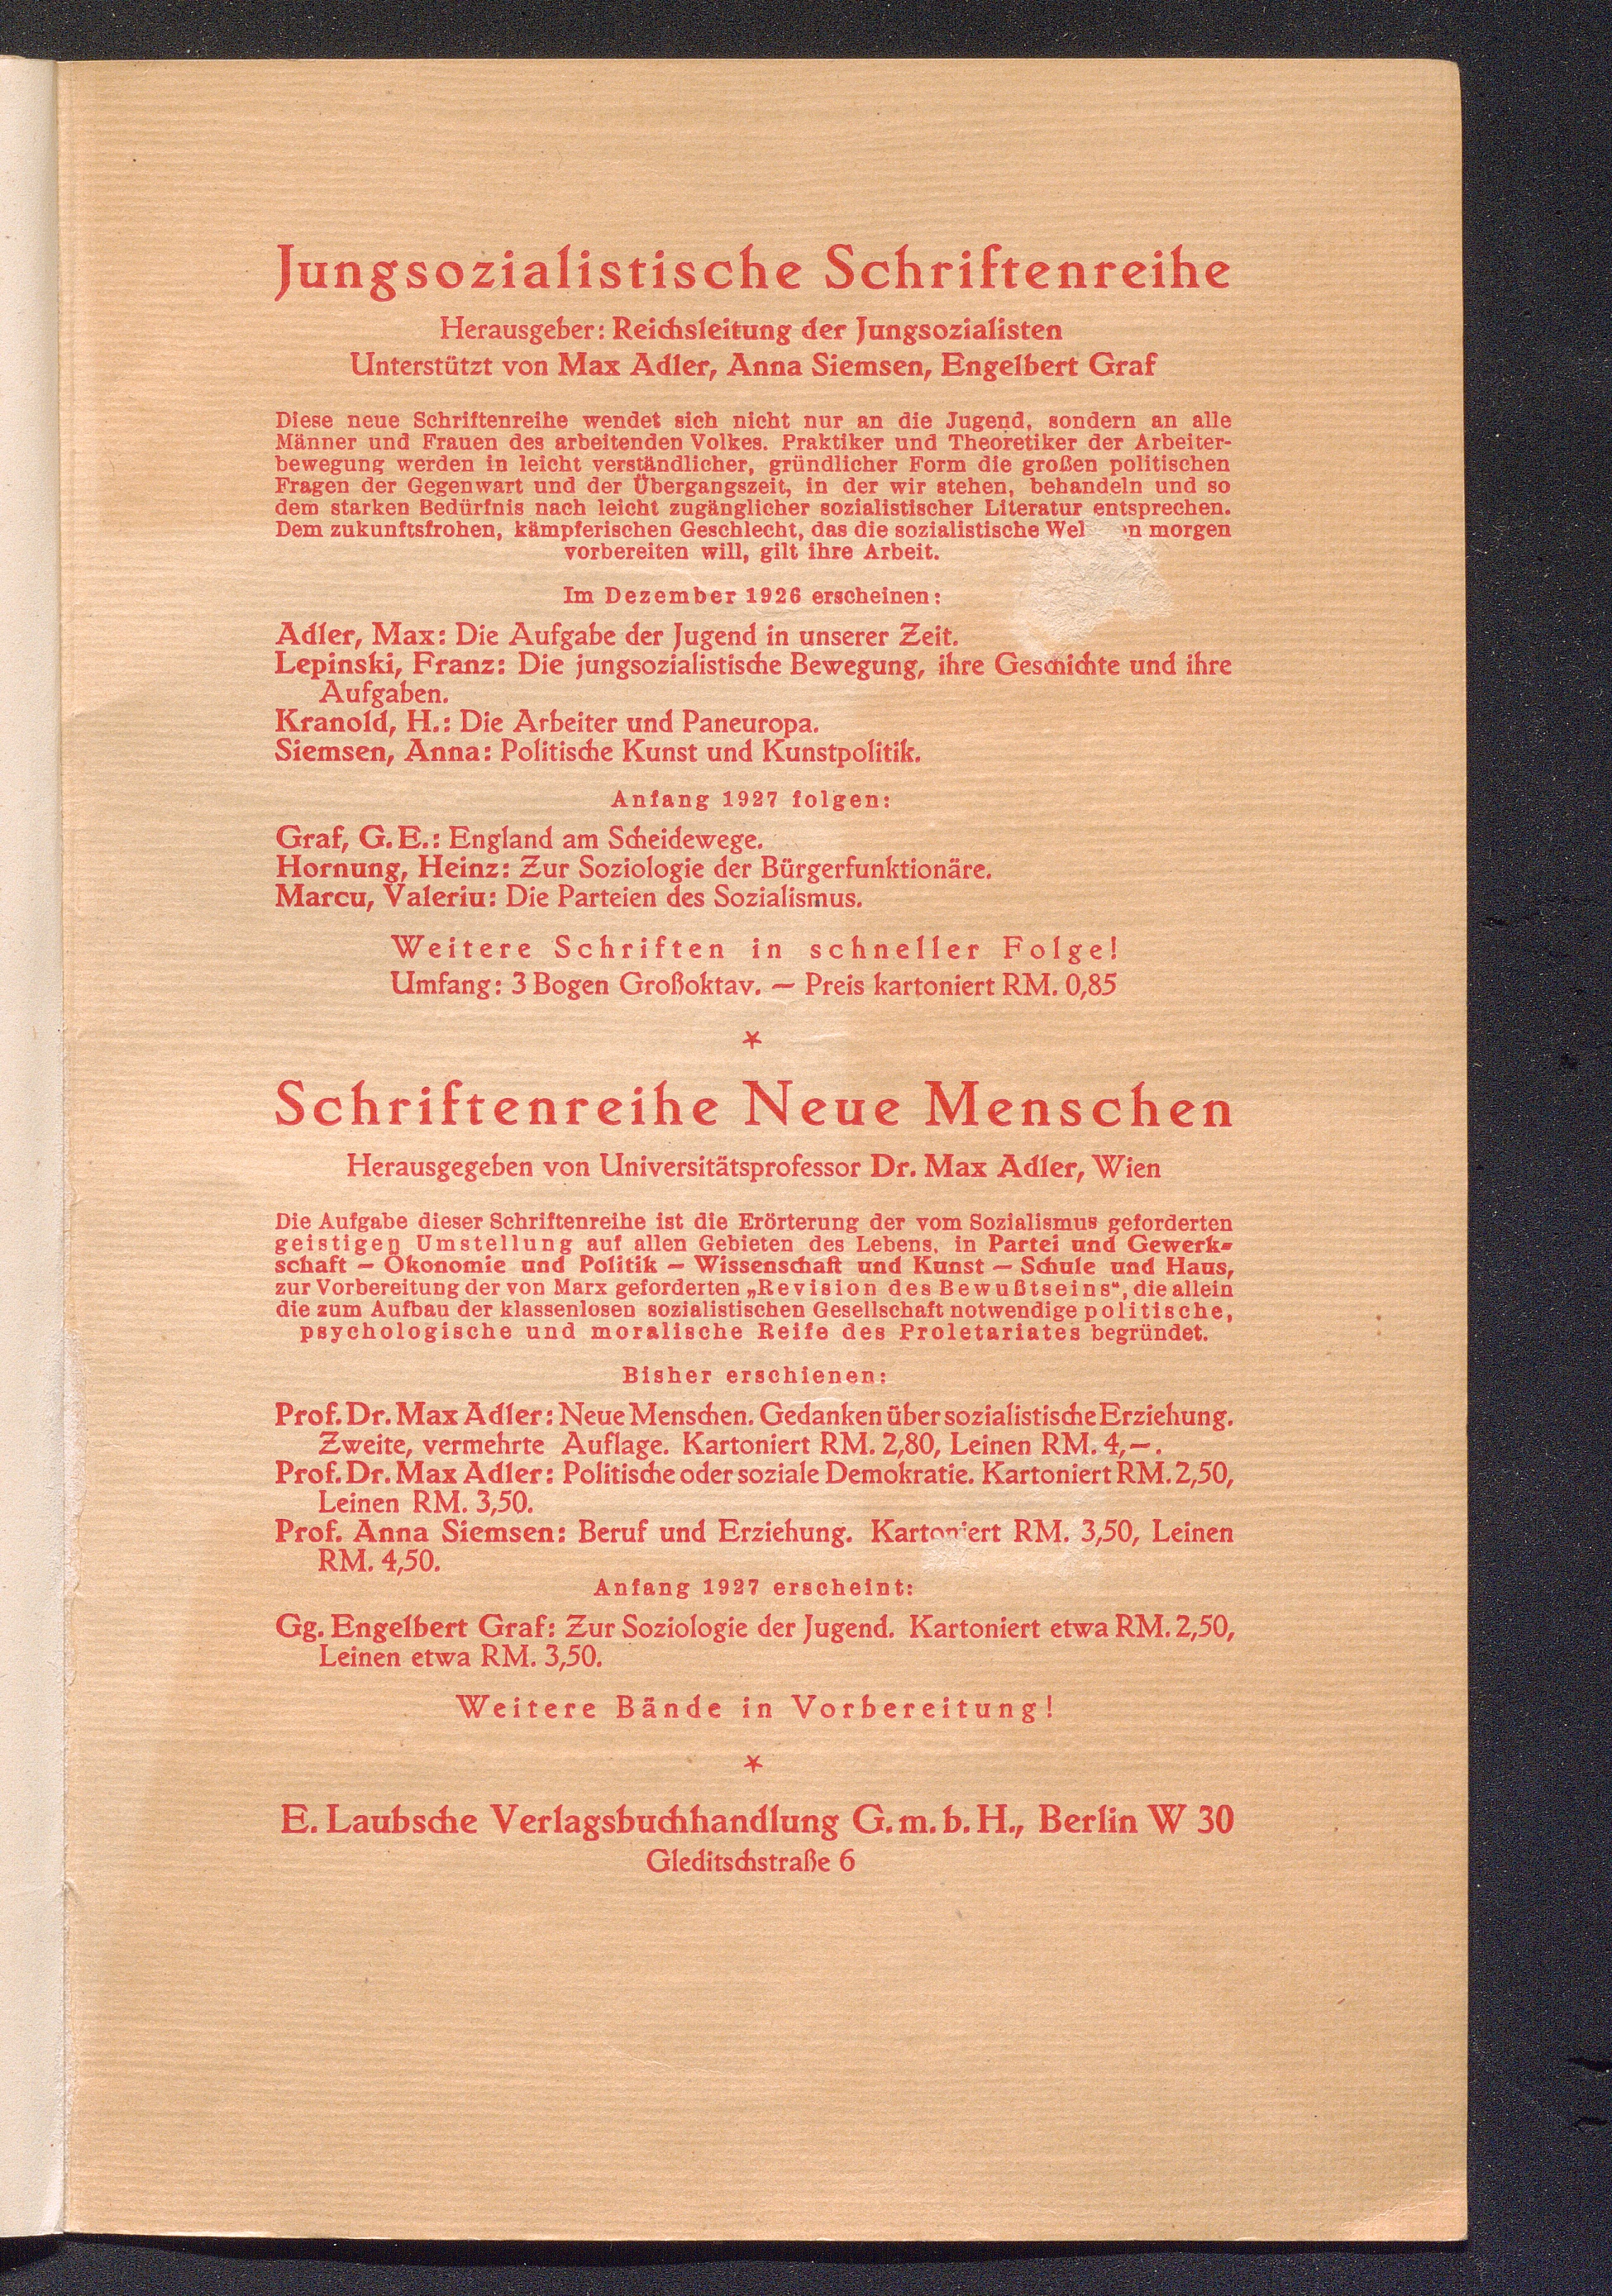 Jungsozialistische Schriftenreihe
Herausgeber: Reichsleitung der Jungsozialisten
Unterstützt von Max Adler, Anna Siemsen, Engelbert Graf
Diese neue Schriftenreihe wendet sich nicht nur an die Jugend, sondern an alle
Männer und Frauen des arbeitenden Volkes. Praktiker und Theoretiker der Arbeiter-
bewegung werden in leicht verständlicher, gründlicher Form die großen politischen
Fragen der Gegenwart und der Übergangszeit, in der wir stehen, behandeln und so
dem starken Bedürfnis nach leicht zugänglicher sozialistischer Literatur entsprechen.
Dem zukunftsfrohen, kämpferischen Geschlecht, das die sozialistische morgen
vorbereiten will, gilt ihre Arbeit.
Im Dezember 1926 erscheinen:
Adler, Max: Die Aufgabe der Jugend in unserer Zeit.
Lepinski, Franz: Die jungsozialistische Bewegung, ihre Geschichte und ihre
Aufgaben.
Kranold, H.: Die Arbeiter und Paneuropa.
Siemsen, Anna: Politische Kunst und Kunstpolitik.
Anfang 1927 folgen:
Graf, G. E.: England am Scheidewege.
Hornung, Heinz: Zur Soziologie der Bürgerfunktionäre.
Marcu, Valeriu: Die Parteien des Sozialismus.
Weitere Schriften in schneller Folge!
Umfang: 3 Bogen Großoktav. — Preis kartoniert RM. 0,85
*
Schriftenreihe Neue Menschen
Herausgegeben von Universitätsprofessor Dr. Max Adler, Wien
Die Aufgabe dieser Schriftenreihe ist die Erörterung der vom Sozialismus geforderten
geistigen Umstellung auf allen Gebieten des Lebens, in Partei und Gewerk-
schaft — Ökonomie und Politik — Wissenschaft und Kunst — Schule und Haus,
zur Vorbereitung der von Marx geforderten „Revision des Bewußtseins“, die allein
die zum Aufbau der klassenlosen sozialistischen Gesellschaft notwendige politische,
psychologische und moralische Reife des Proletariates begründet.
Bisher erschienen:
Prof. Dr. Max Adler: Neue Menschen. Gedanken über sozialistische Erziehung.
Zweite, vermehrte Auflage. Kartoniert RM. 2,80, Leinen RM. 4,—.
Prof. Dr. Max Adler: Politische oder soziale Demokratie. Kartoniert RM. 2,50,
Leinen RM. 3,50.
Prof. Anna Siemsen: Beruf und Erziehung. Kartoniert RM. 3,50, Leinen
RM. 4,50.
Anfang 1927 erscheint:
Gg. Engelbert Graf: Zur Soziologie der Jugend. Kartoniert etwa RM. 2,50,
Leinen etwa RM. 3,50.
Weitere Bände in Vorbereitung!
*
E. Laubsche Verlagsbuchhandlung G. m. b. H., Berlin W 30
Gleditschstraße 6